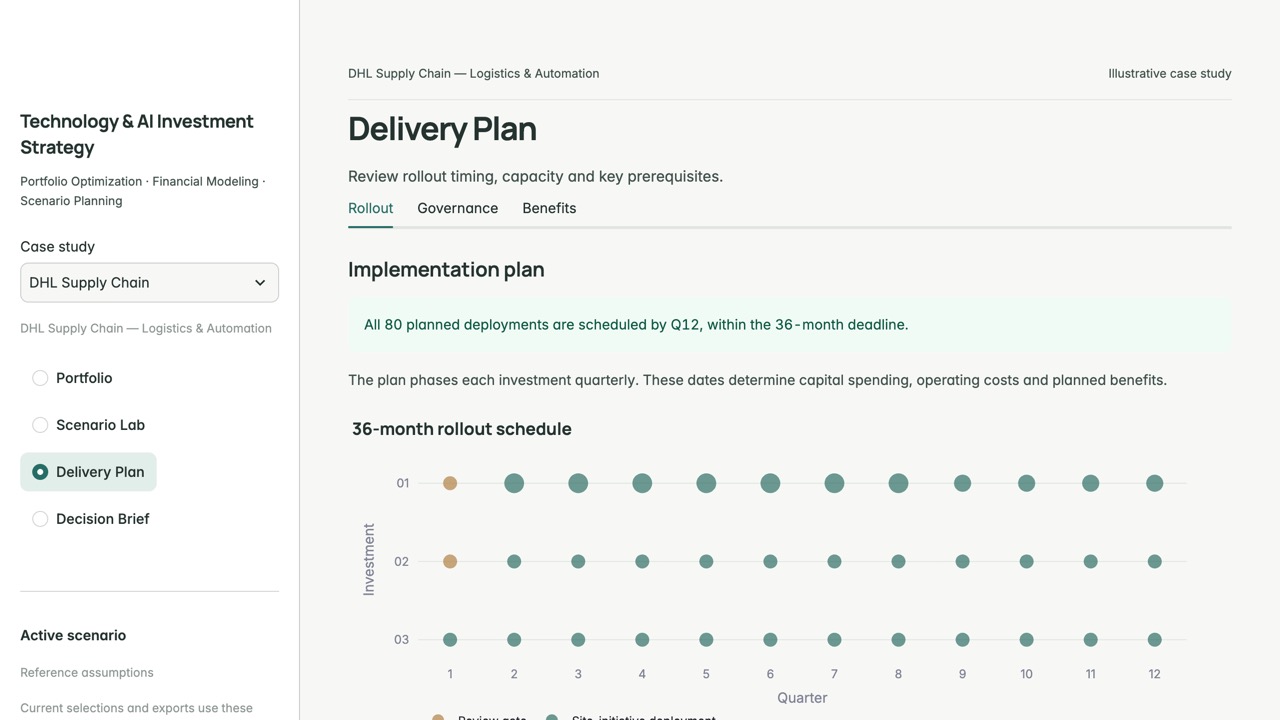 Technology & AI Investment
Strategy
Portfolio Optimization · Financial Modeling ·
Scenario Planning
Case study
DHL Supply Chain
DHL Supply Chain — Logistics & Automation
Portfolio
Scenario Lab
Delivery Plan
Decision Brief
Active scenario
Reference assumptions
Current selections and exports use these
DHL Supply Chain — Logistics & Automation
Illustrative case study
Delivery Plan
Review rollout timing, capacity and key prerequisites.
Rollout Governance Benefits
Implementation plan
All 80 planned deployments are scheduled by Q12, within the 36-month deadline.
The plan phases each investment quarterly. These dates determine capital spending, operating costs and planned benefits.
36-month rollout schedule
Investment
01
02
03
1 2 3 4 5 6 7 8 9 10 11 12
Quarter
Review gate Site-initiative deployment